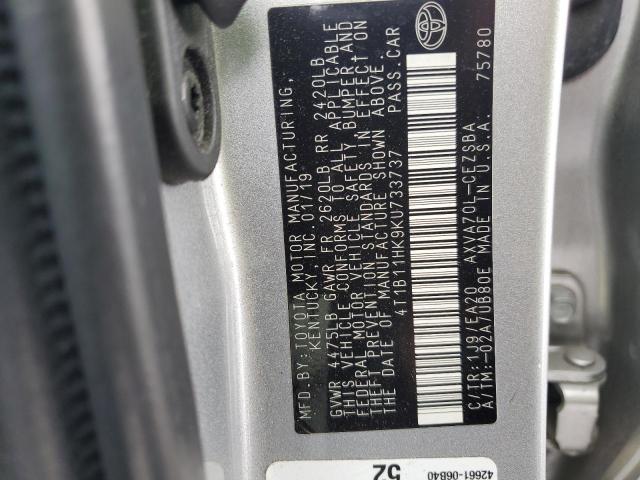 MFD BY:TOYOTA MOTOR MANUFACTURING,
KENTUCKY, INC. 01/19
GVWR 4475LB GAWR FR 2620LB RR 2420LB
THIS VEHICLE CONFORMS TO ALL APPLICABLE
FEDERAL MOTOR VEHICLE SAFETY BUMPER,AND
THEFT PREVENTION STANDARDS IN EFFECT ON
THE DATE OF MANUFACTURE SHOWN ABOVE.
4T1B11HK9KU733737 PASS.CAR
C/TR:1J9/EA20 AXVA70L-CEZSBA
A/TM:-02A/UB80E MADE IN U.S.A. 75780
42661-06B40
52